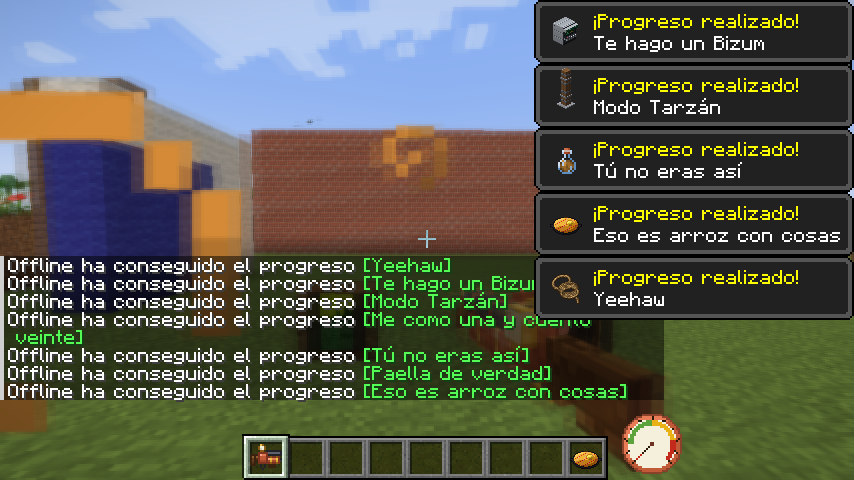 ¡Progreso realizado!
Te hago un Bizum
¡Progreso realizado!
Modo Tarzán
¡Progreso realizado!
Tú no eras así
¡Progreso realizado!
Eso es arroz con cosas
¡Progreso realizado!
Yeehaw
Offline ha conseguido el progreso [Yeehaw]
Offline ha conseguido el progreso [Te hago un
Offline ha conseguido el progreso [Modo Tarzán]
Offline ha conseguido el progreso [Me como una y cuento
veinte]
Offline ha conseguido el progreso [Tú no eras así]
Offline ha conseguido el progreso [Paella de verdad]
Offline ha conseguido el progreso [Eso es arroz con cosas]